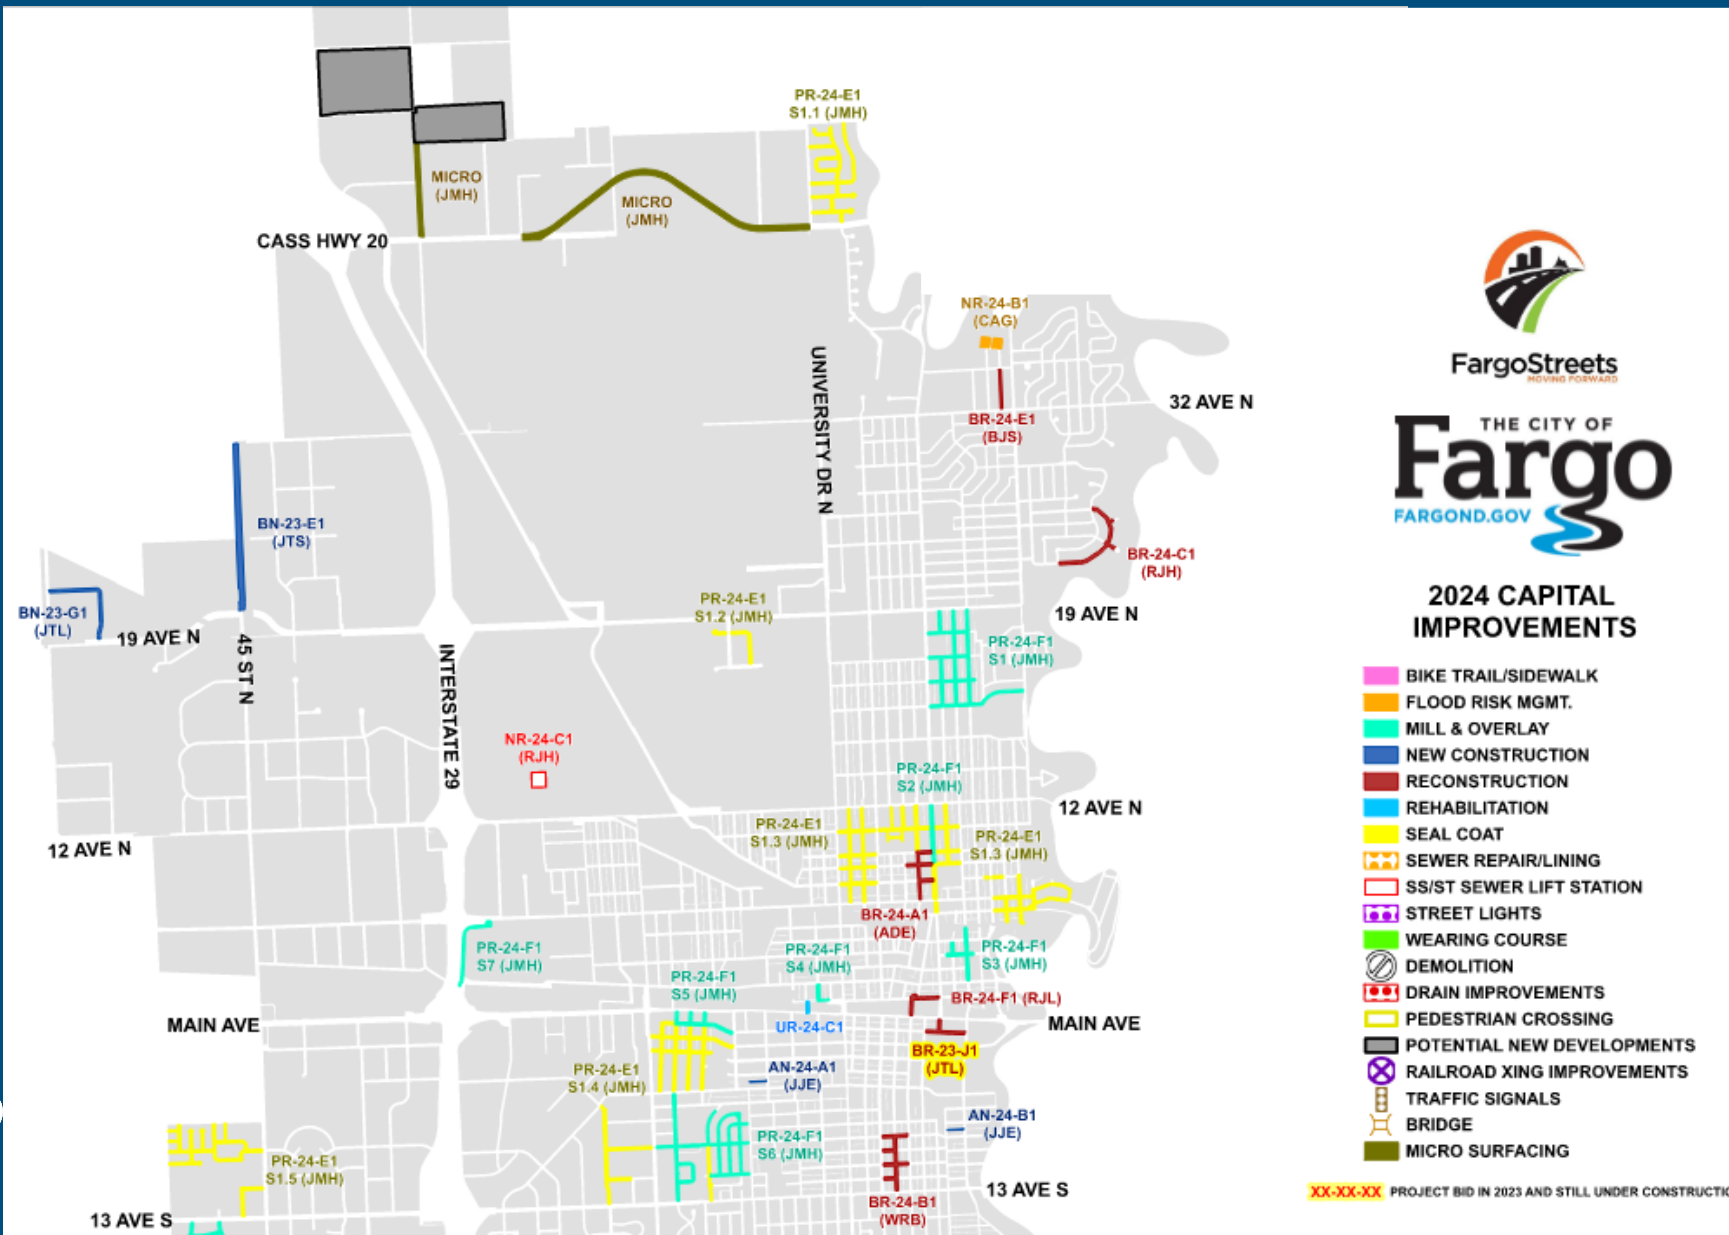 PR-24-E1
S1.1 (JMH)
MICRO
(JMH)
MICRO
(JMH)
CASS HWY 20
NR-24-B1
(CAG)
UNIVERSITY DR N
32 AVE N
BR-24-E1
(BJS)
BN-23-E1
(JTS)
BR-24-C1
(RJH)
BN-23-G1
(JTL)
19 AVE N
45 ST N
INTERSTATE 29
PR-24-E1
S1.2 (JMH)
19 AVE N
PR-24-F1
S1 (JMH)
NR-24-C1
(RJH)
PR-24-F1
S2 (JMH)
12 AVE N
12 AVE N
PR-24-E1
S1.3 (JMH)
PR-24-E1
S1.3 (JMH)
BR-24-A1
(ADE)
PR-24-F1
S7 (JMH)
PR-24-F1
S4 (JMH)
PR-24-F1
S3 (JMH)
PR-24-F1
S5 (JMH)
BR-24-F1 (RJL)
MAIN AVE
UR-24-C1
MAIN AVE
BR-23-J1
(JTL)
PR-24-E1
S1.4 (JMH)
AN-24-A1
(JJE)
AN-24-B1
(JJE)
PR-24-F1
S6 (JMH)
PR-24-E1
S1.5 (JMH)
13 AVE S
BR-24-B1
(WRB)
13 AVE S
FargoStreets
MOVING FORWARD
THE CITY OF
Fargo
FARGOND.GOV
2024 CAPITAL
IMPROVEMENTS
BIKE TRAIL/SIDEWALK
FLOOD RISK MGMT.
MILL & OVERLAY
NEW CONSTRUCTION
RECONSTRUCTION
REHABILITATION
SEAL COAT
SEWER REPAIR/LINING
SS/ST SEWER LIFT STATION
STREET LIGHTS
WEARING COURSE
DEMOLITION
DRAIN IMPROVEMENTS
PEDESTRIAN CROSSING
POTENTIAL NEW DEVELOPMENTS
RAILROAD XING IMPROVEMENTS
TRAFFIC SIGNALS
BRIDGE
MICRO SURFACING
XX-XX-XX PROJECT BID IN 2023 AND STILL UNDER CONSTRUCTIO